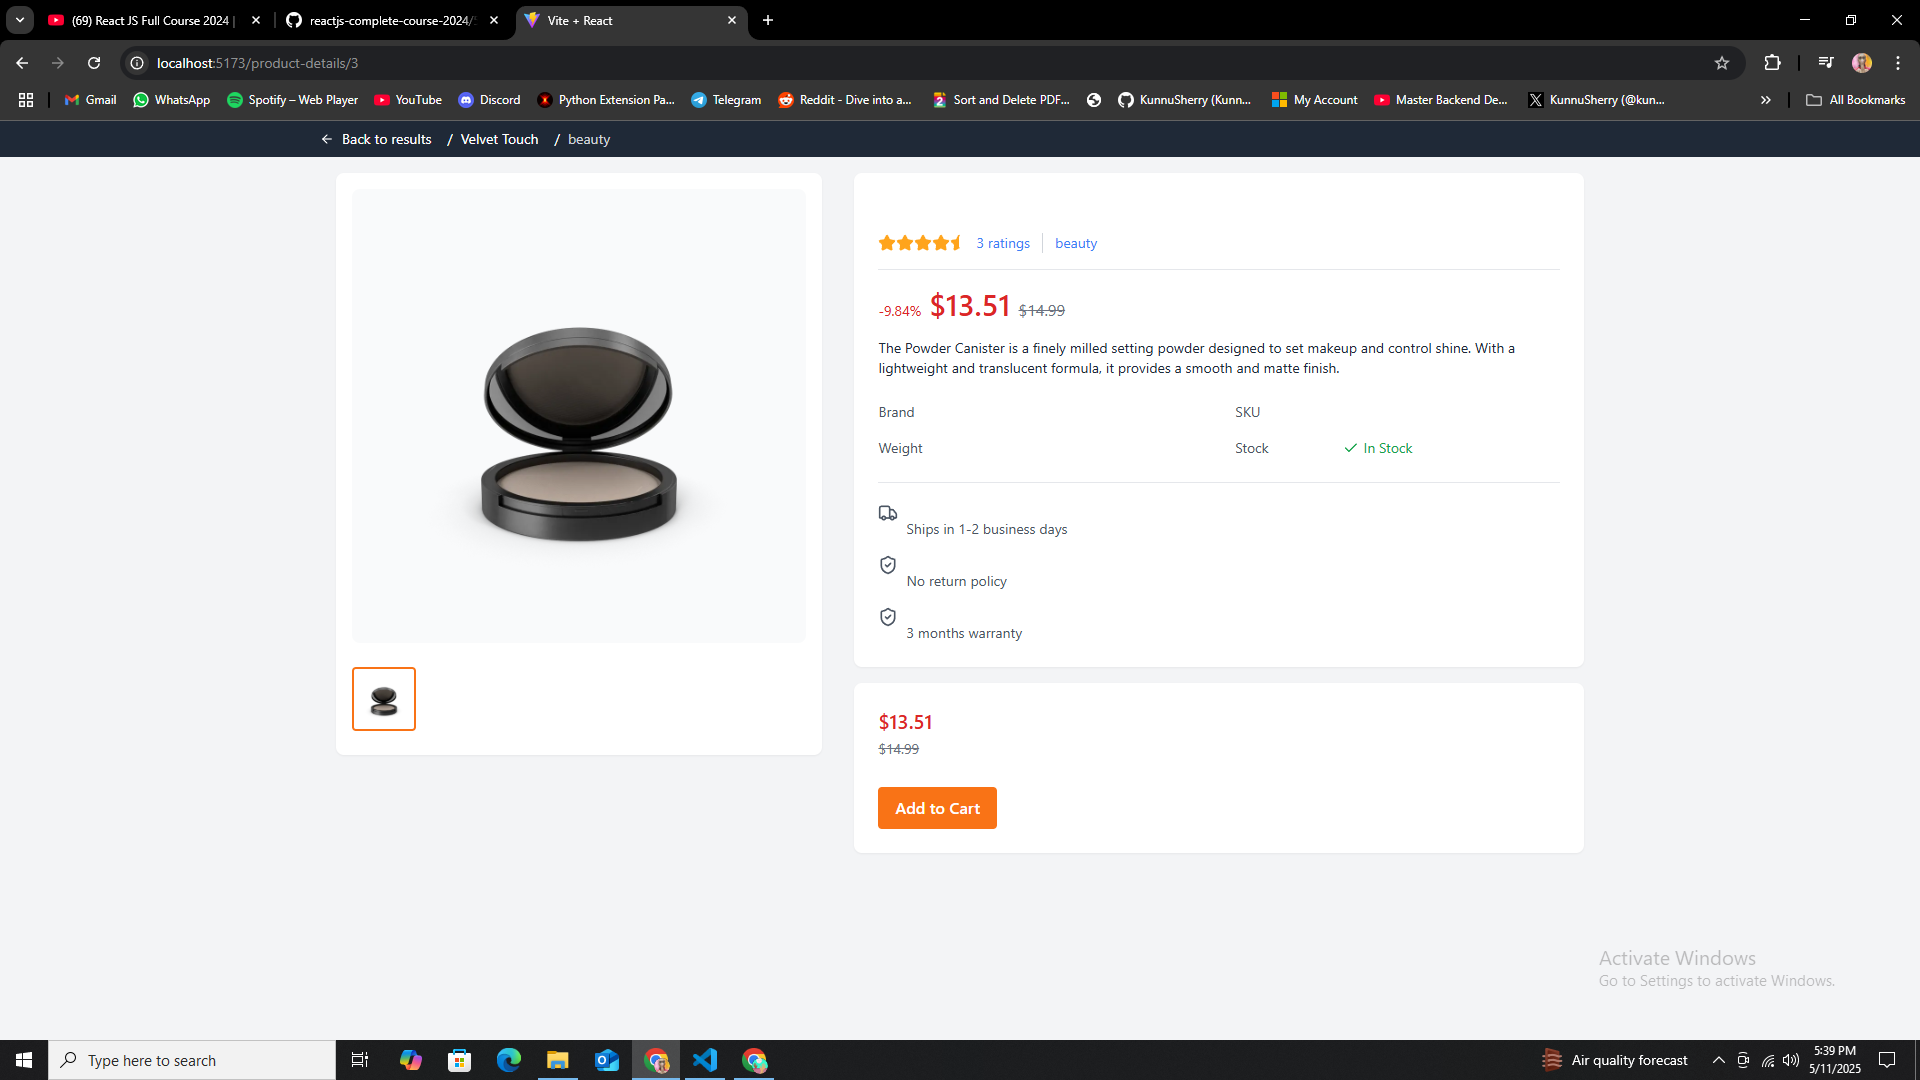 (69) React JS Full Course 2024 |
reactjs-complete-course-2024/
Vite + React
localhost:5173/product-details/3
Gmail
WhatsApp
Spotify – Web Player
YouTube
Discord
Python Extension Pa...
Telegram
Reddit - Dive into a...
Sort and Delete PDF...
KunnuSherry (Kunn...
My Account
Master Backend De...
KunnuSherry (@kun...
All Bookmarks
Back to results / Velvet Touch / beauty
3 ratings
beauty
-9.84% $13.51 $14.99
The Powder Canister is a finely milled setting powder designed to set makeup and control shine. With a
lightweight and translucent formula, it provides a smooth and matte finish.
Brand
SKU
Weight
Stock
In Stock
Ships in 1-2 business days
No return policy
3 months warranty
$13.51
$14.99
Add to Cart
Activate Windows
Go to Settings to activate Windows.
Type here to search
Air quality forecast
5:39 PM
5/11/2025